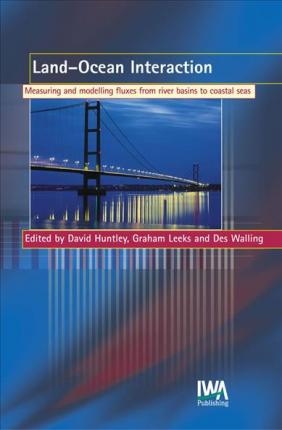 Land–Ocean Interaction
Measuring and modelling fluxes from river basins to coastal seas
Edited by David Huntley, Graham Leeks and Des Walling
IWA
Publishing